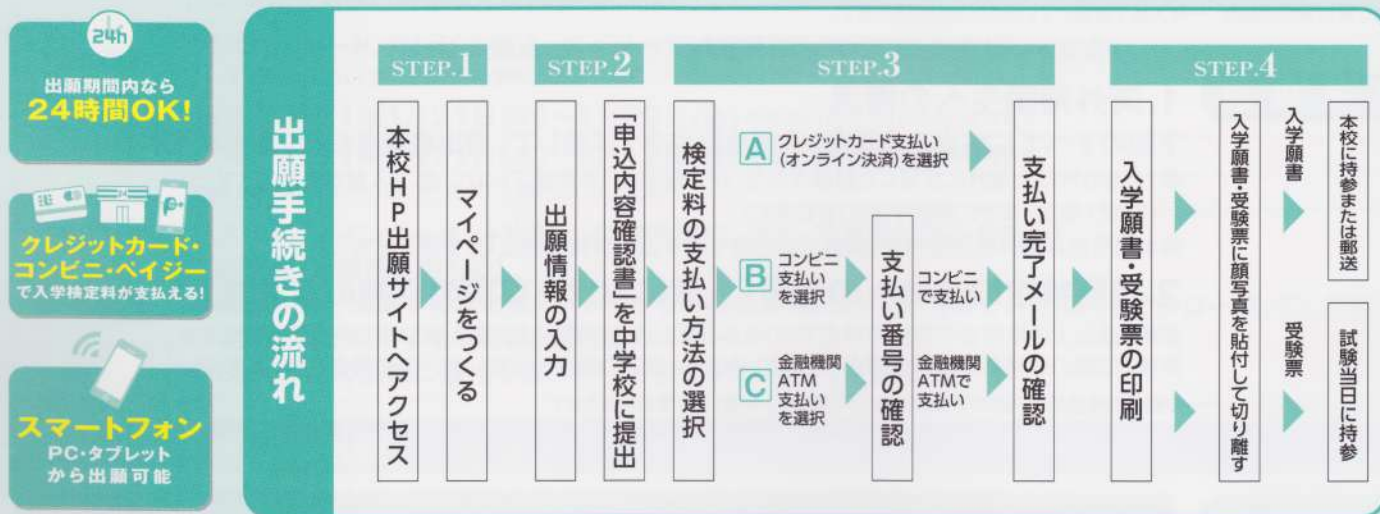 24h
出願期間内なら
24時間OK!
クレジットカード・
コンビニ・ペイジー
で入学検定料が支払える!
スマートフォン
PC・タブレット
から出願可能
出願手続きの流れ
STEP.1
本校HP出願サイトへアクセス
マイページをつくる
STEP.2
出願情報の入力
「申込内容確認書」を中学校に提出
STEP.3
検定料の支払い方法の選択
A
クレジットカード支払い
(オンライン決済)を選択
B
コンビニ
支払い
を選択
C
金融機関
ATM
支払い
を選択
支払い番号の確認
コンビニ
で支払い
金融機関
ATMで
支払い
支払い完了メールの確認
STEP.4
入学願書・受験票の印刷
入学願書・受験票に顔写真を貼付して切り離す
入学願書
本校に持参または郵送
受験票
試験当日に持参